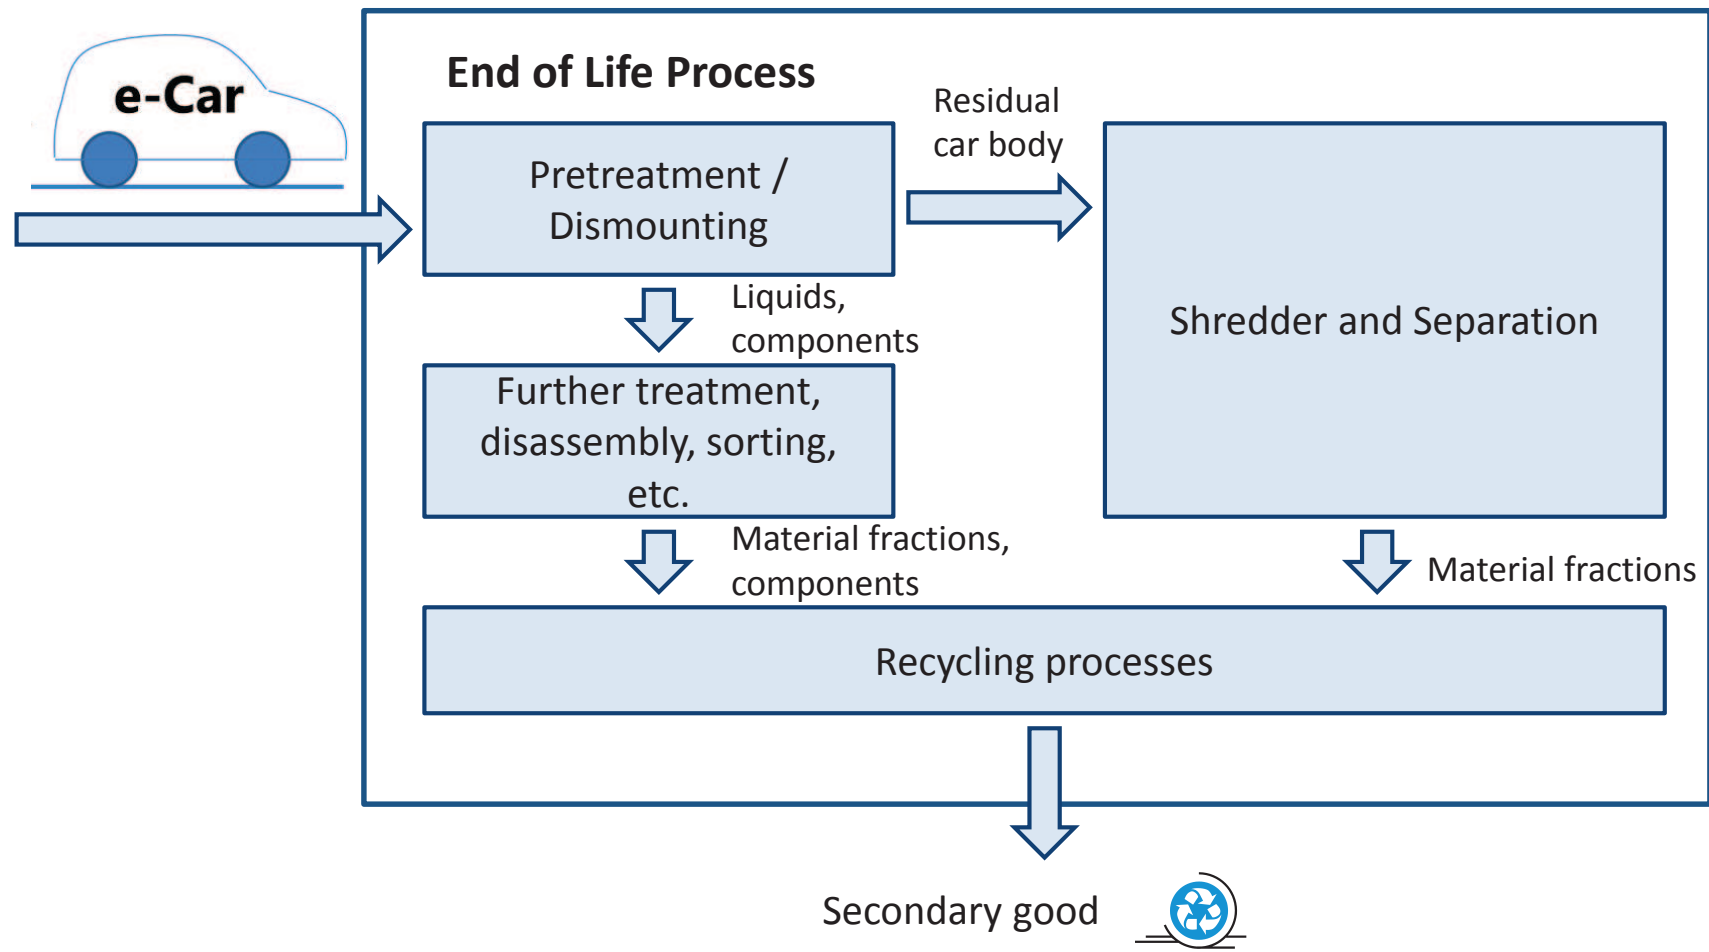 e-Car
End of Life Process
Pretreatment /
Dismounting
Residual
car body
Shredder and Separation
Liquids,
components
Further treatment,
disassembly, sorting,
etc.
Material fractions,
components
Material fractions
Recycling processes
Secondary good